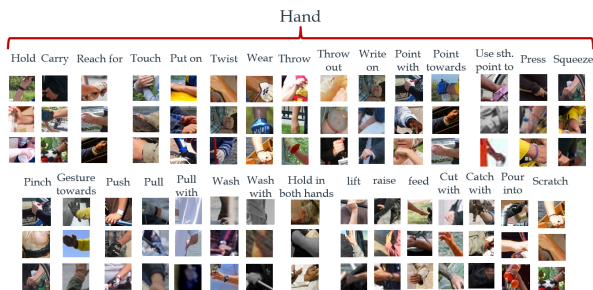 Hand
Hold Carry Reach for Touch Put on Twist Wear Throw Throw out Write on Point with Point towards Use sth. point to Press Squeeze
Pinch Gesture towards Push Pull Pull with Wash Wash with Hold in both hands lift raise feed Cut with Catch with Pour into Scratch